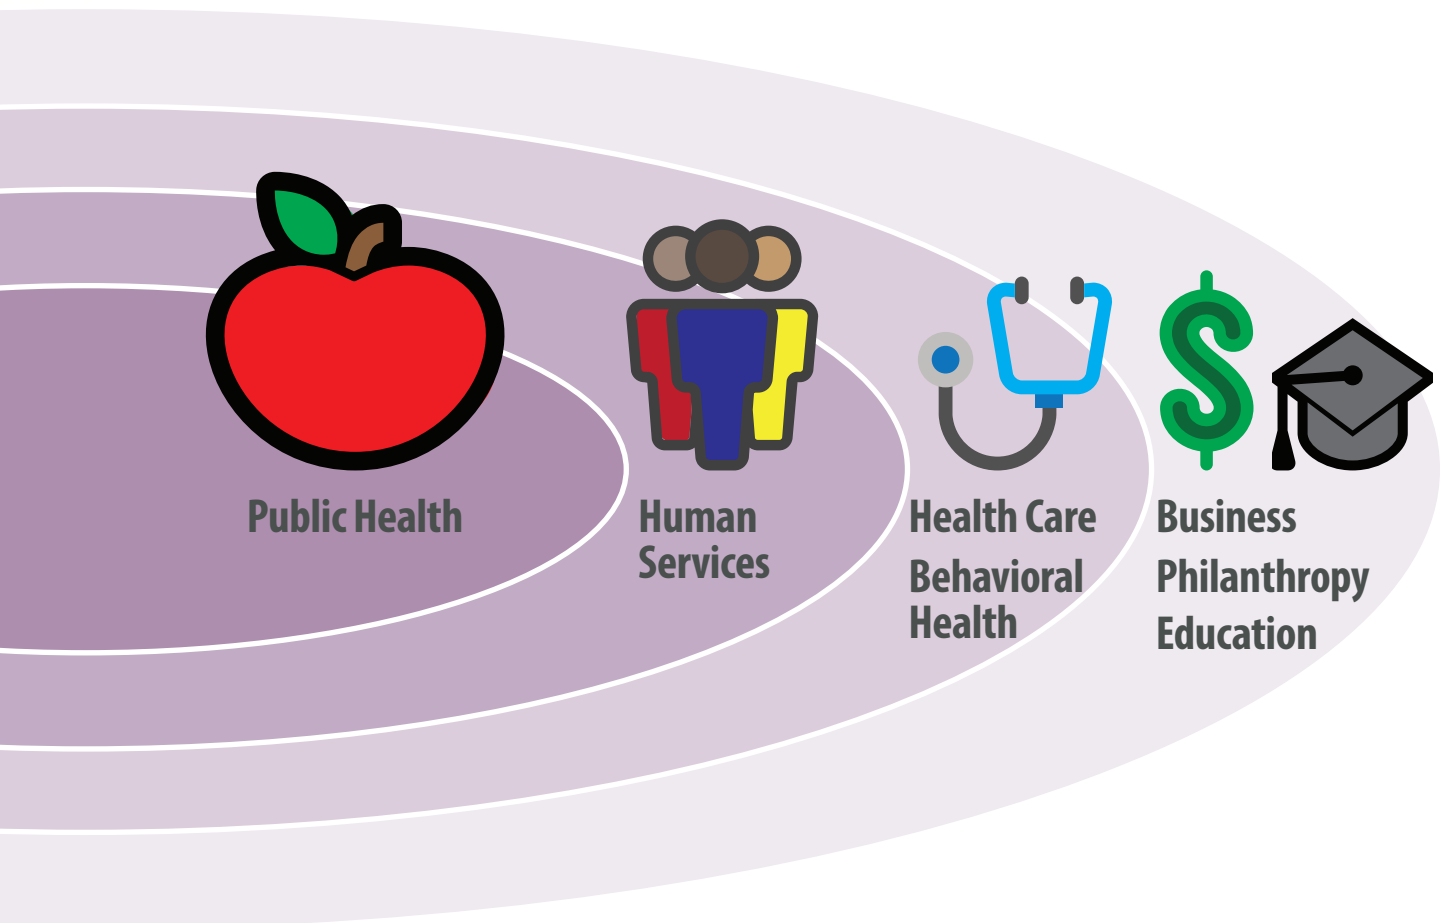 Public Health
Human
Services
Health Care
Behavioral
Health
Business
Philanthropy
Education